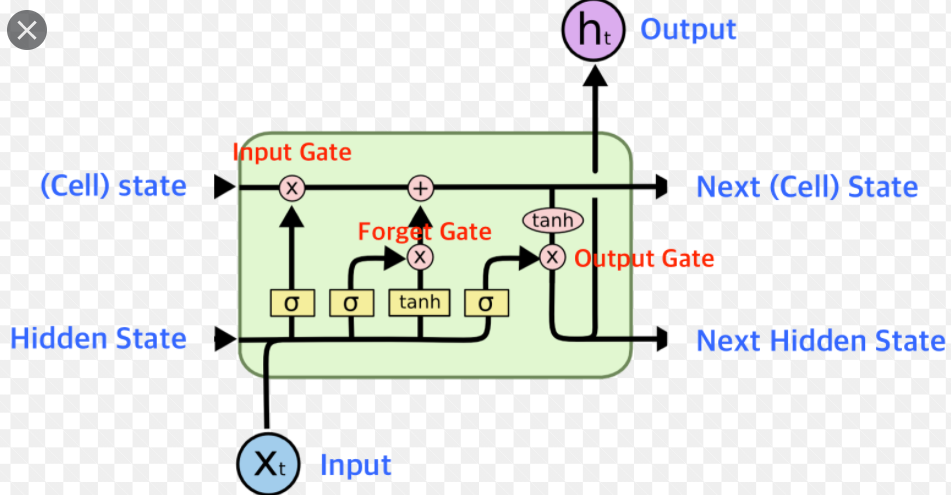 ht Output
Input Gate
(Cell) state
x
+
Next (Cell) State
tanh
Forget Gate
x
x
Output Gate
σ
σ
tanh
σ
Hidden State
Next Hidden State
Xt Input